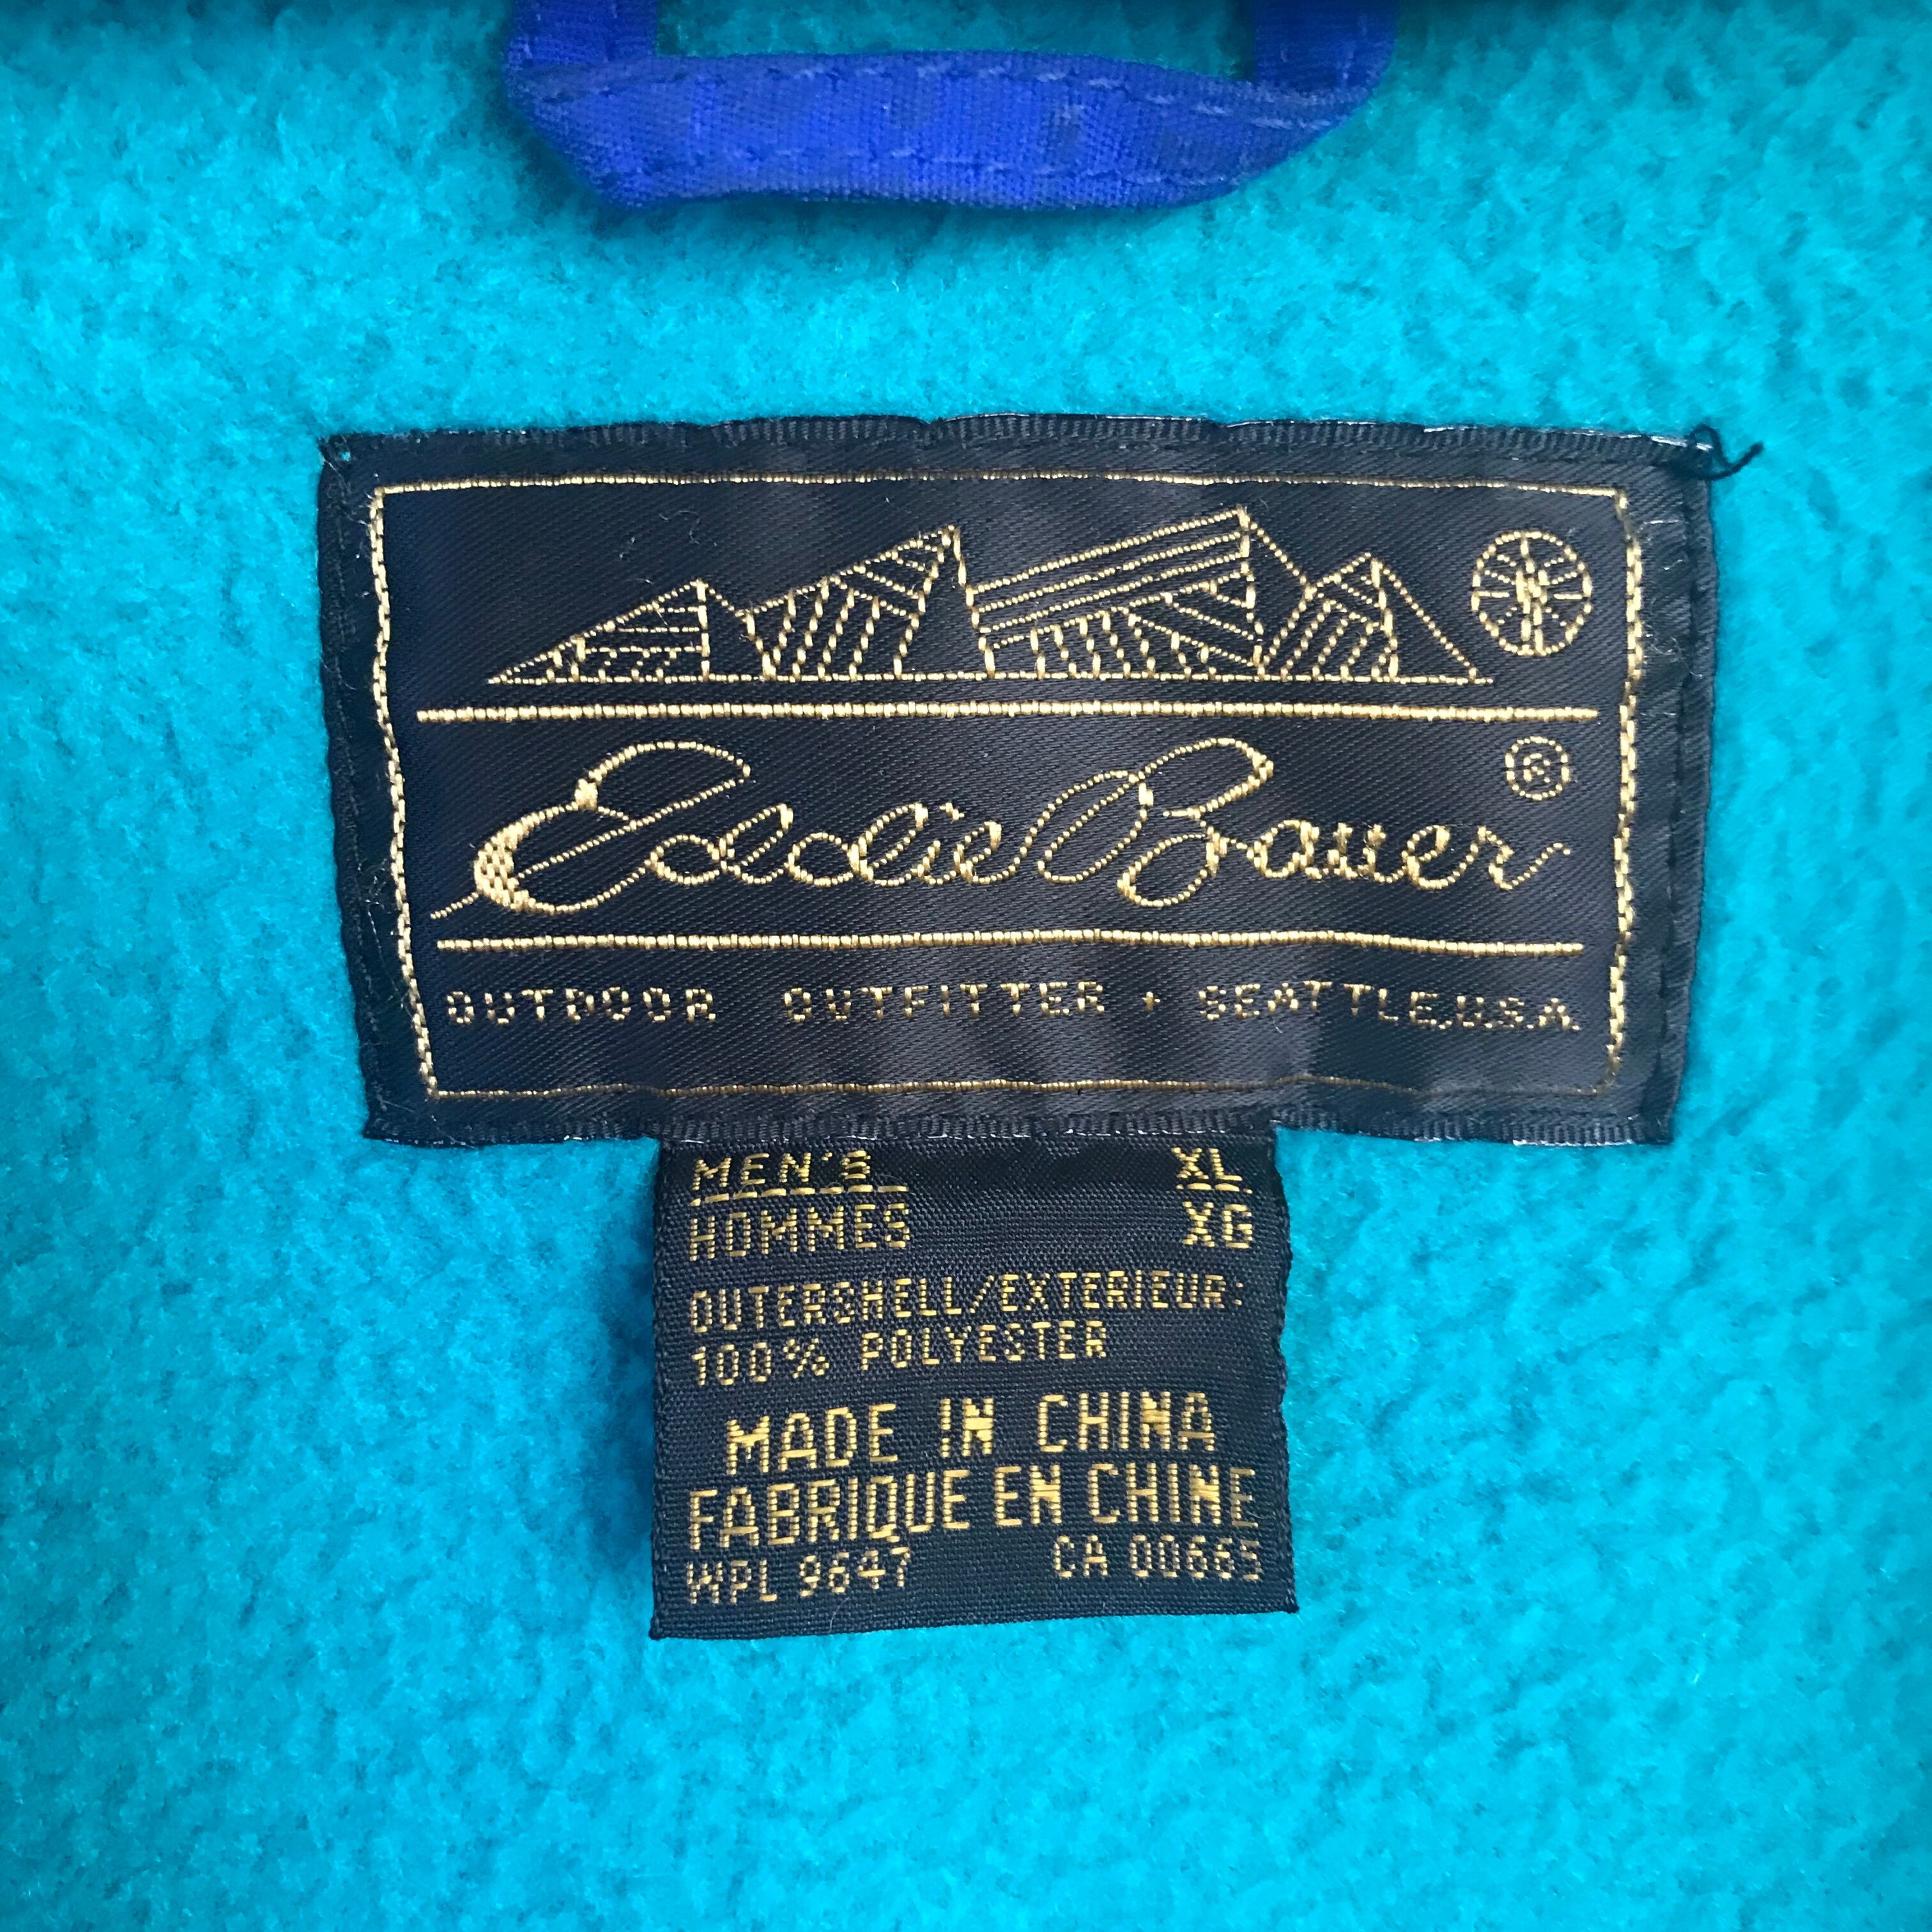 Eddie Bauer ®
OUTDOOR OUTFITTER + SEATTLE, U.S.A.
MEN'S XL
HOMMES XG
OUTERSHELL/EXTERIEUR:
100% POLYESTER
MADE IN CHINA
FABRIQUE EN CHINE
WPL 9647 CA 00665